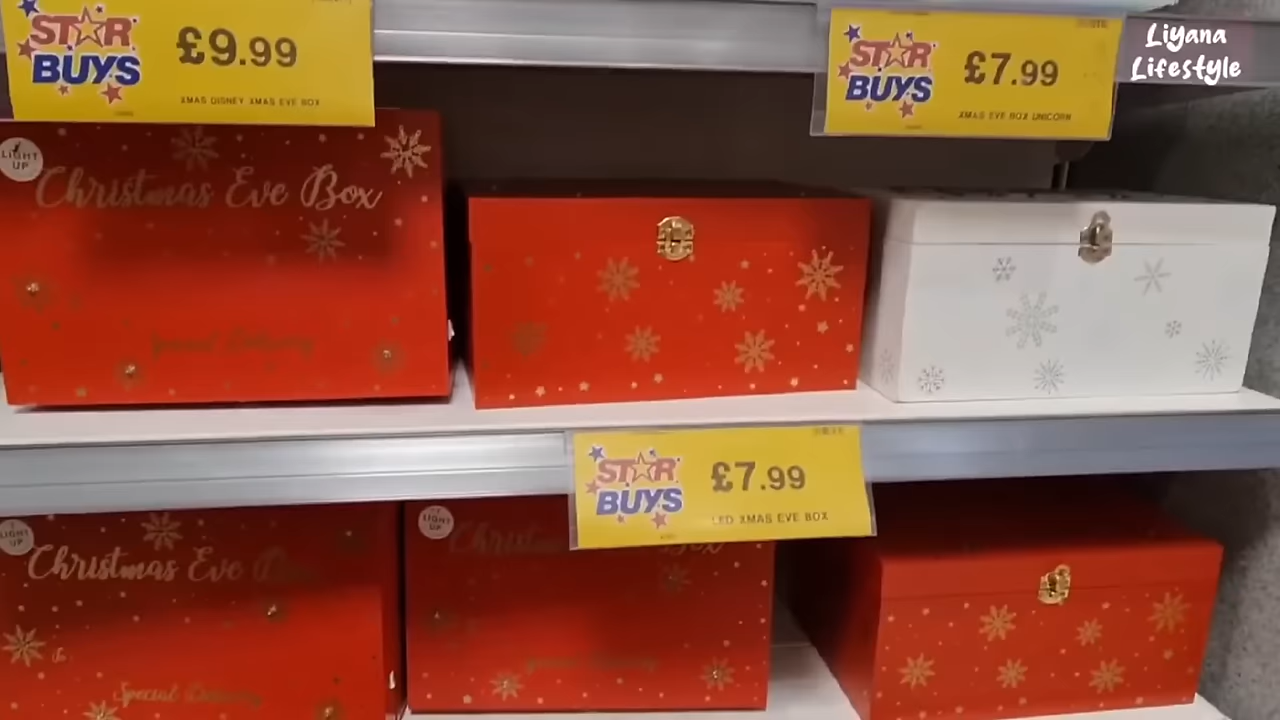 STAR
BUYS
£9.99
XMAS DISNEY XMAS EVE BOX
STAR
BUYS
£7.99
XMAS EVE BOX UNICORN
Liyana
Lifestyle
LIGHT
UP
Christmas Eve Box
Special Delivery
STAR
BUYS
£7.99
LED XMAS EVE BOX
LIGHT
UP
Christmas Eve
Special Delivery
LIGHT
UP